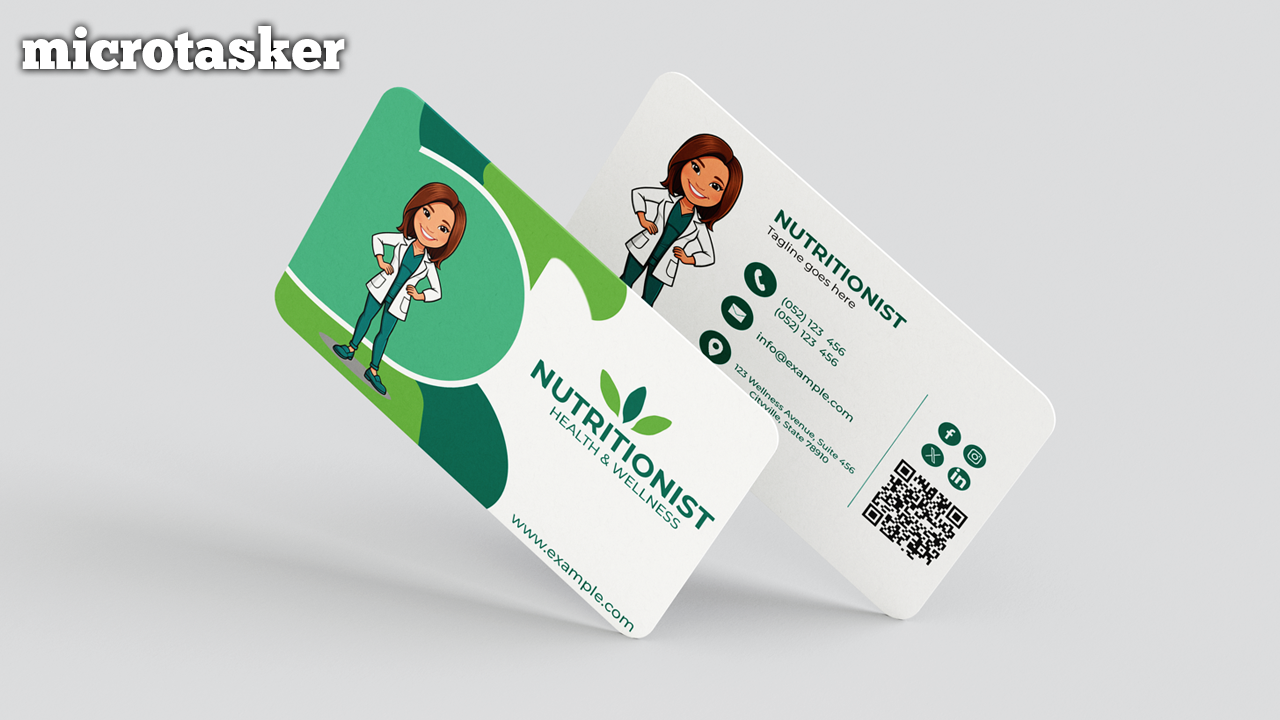 microtasker
NUTRITIONIST
HEALTH & WELLNESS
www.example.com
NUTRITIONIST
Tagline goes here
(052) 123 456
(052) 123 456
info@example.com
123 Wellness Avenue, Suite 456
Cityville, State 78910